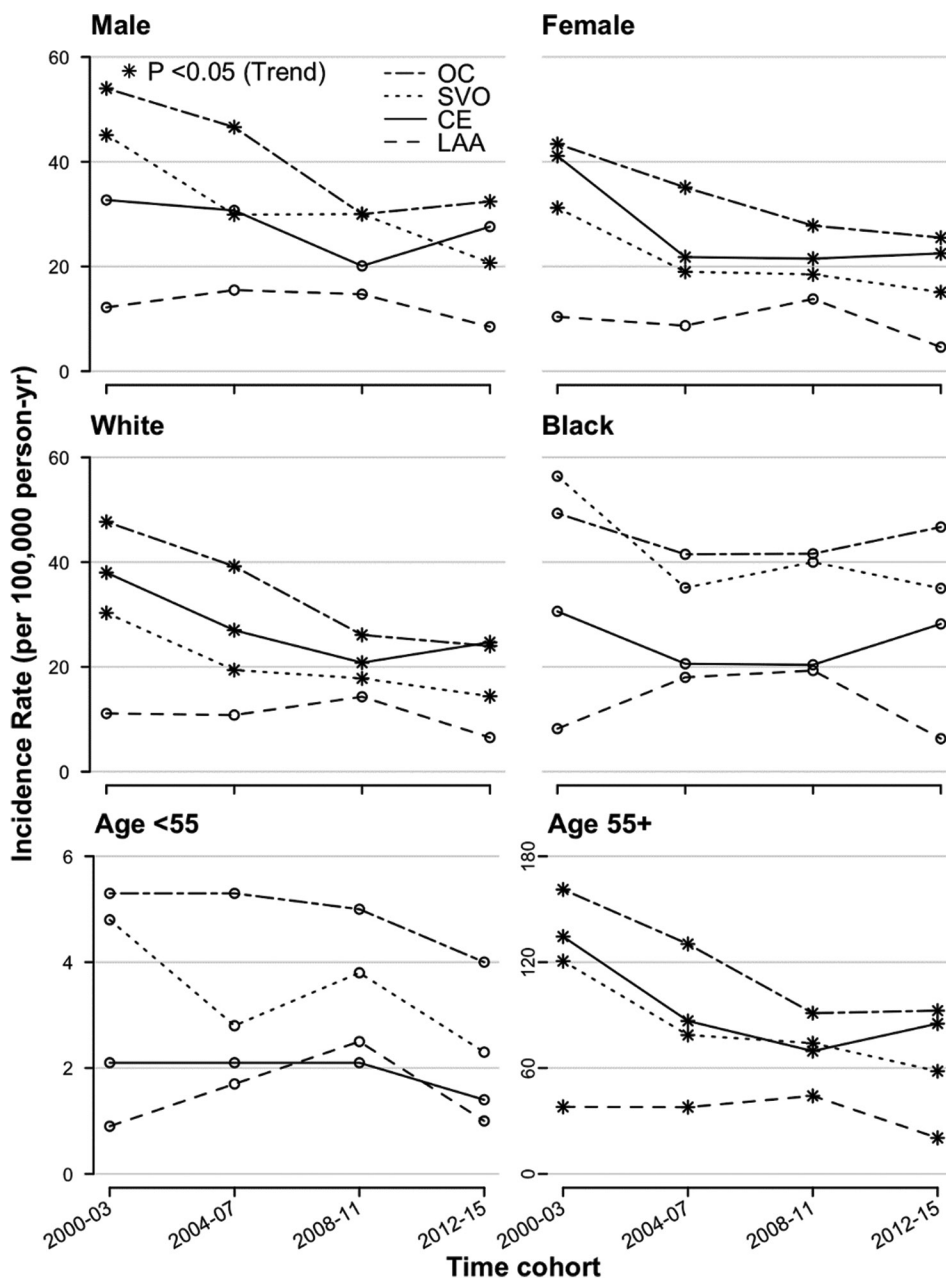 Male
Female
60
40
20
0
✳ P <0.05 (Trend)
OC
SVO
CE
LAA
White
Black
60
40
20
0
Age <55
Age 55+
6
4
2
0
180
120
60
0
2000-03
2004-07
2008-11
2012-15
2000-03
2004-07
2008-11
2012-15
Incidence Rate (per 100,000 person-yr)
Time cohort